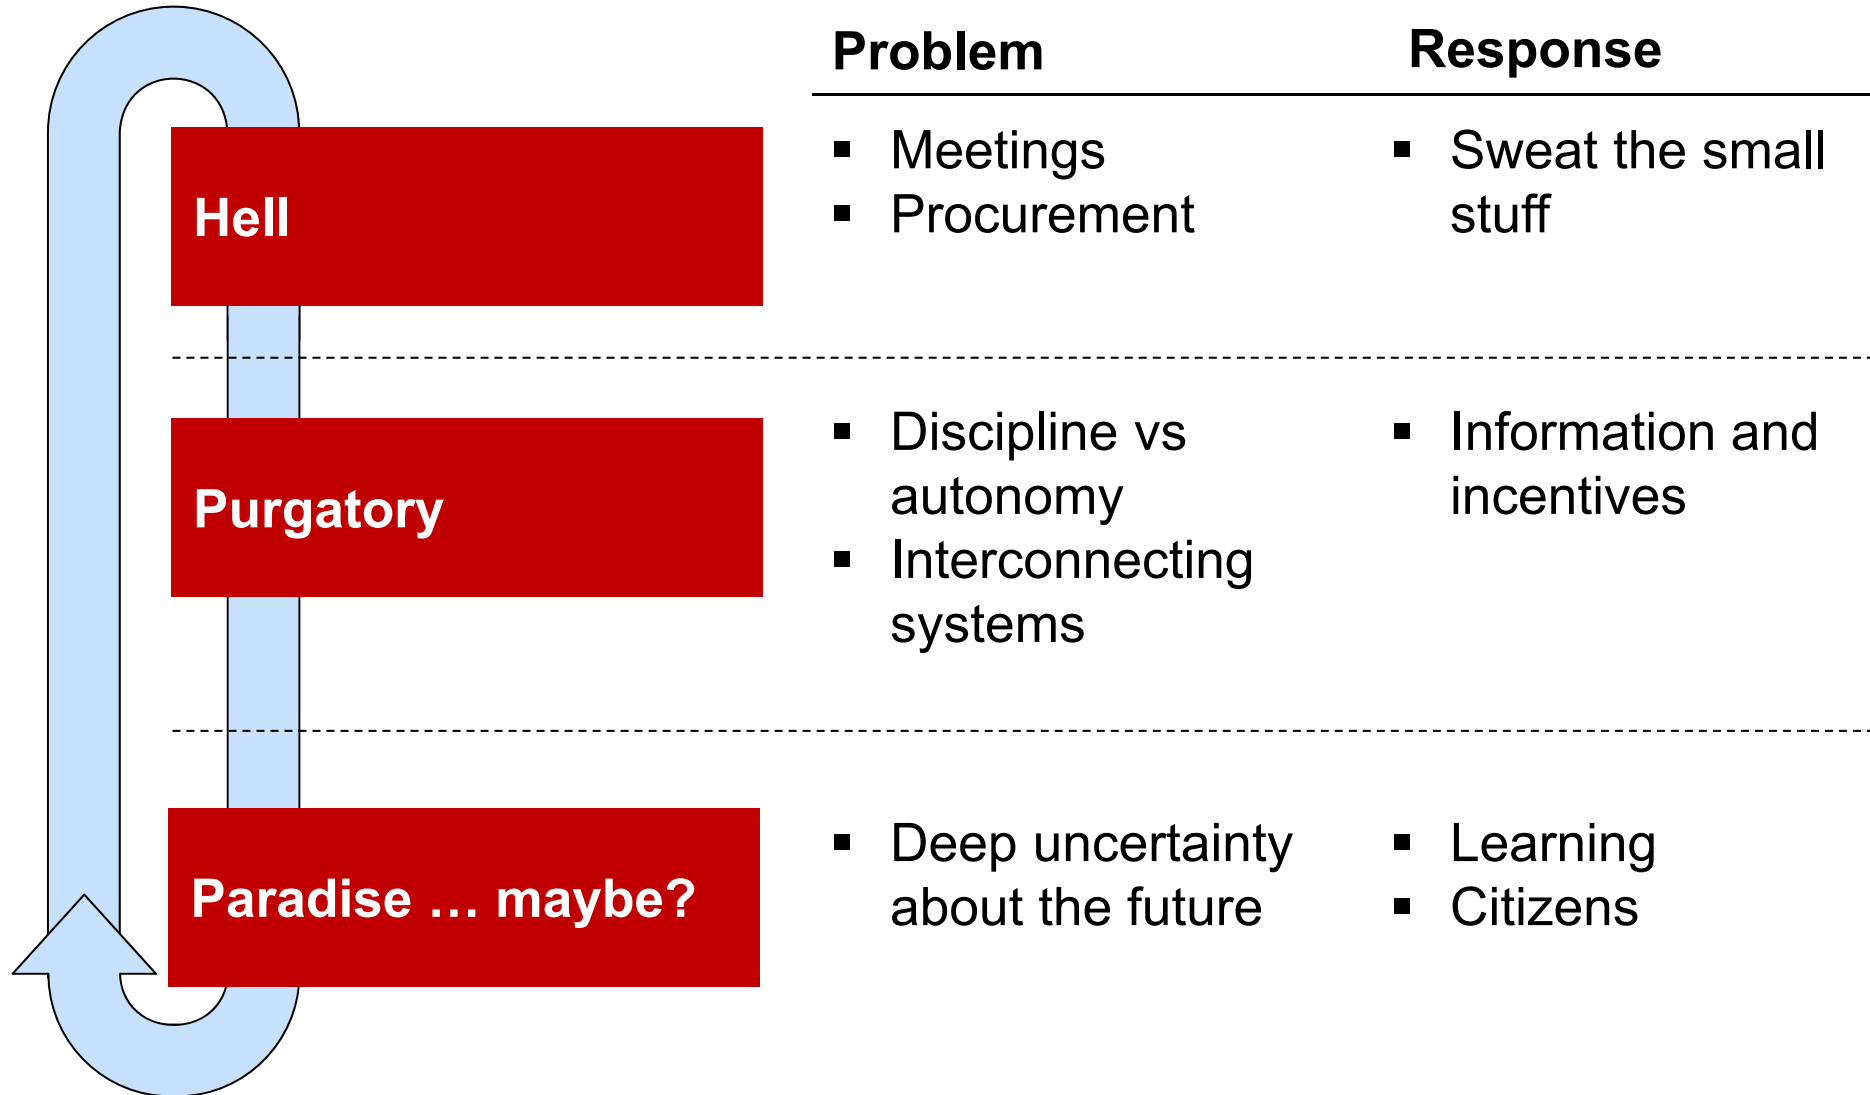 Problem Response
Hell
▪ Meetings
▪ Procurement
▪ Sweat the small
stuff
Purgatory
▪ Discipline vs
autonomy
▪ Interconnecting
systems
▪ Information and
incentives
Paradise … maybe?
▪ Deep uncertainty
about the future
▪ Learning
▪ Citizens